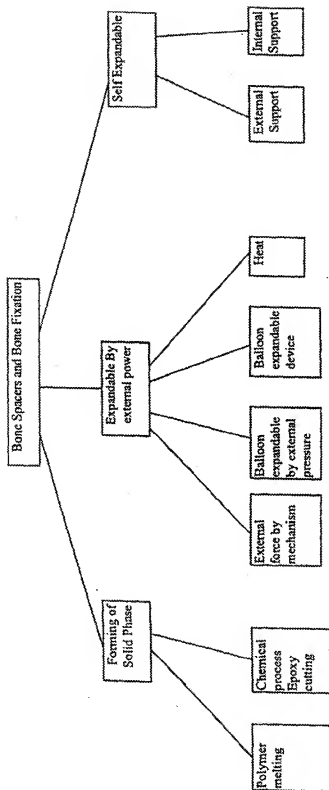 Bone Spacers and Bone Fixation
Forming of
Solid Phase
Expandable By
external power
Self Expandable
Polymer
melting
Chemical
process
Epoxy
cutting
External
force by
mechanism
Balloon
expandable
by external
pressure
Balloon
expandable
device
Heat
External
Support
Internal
Support